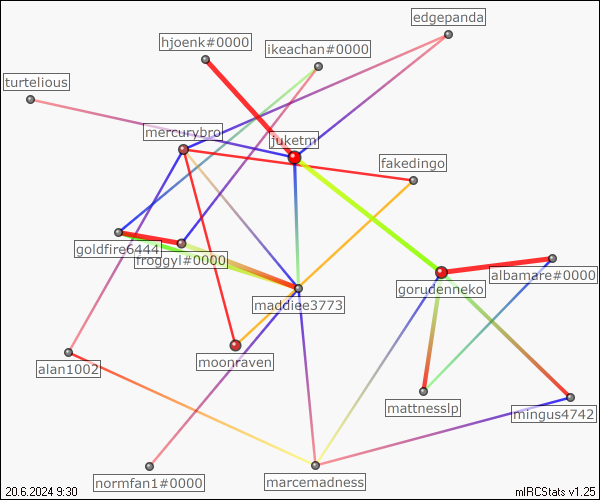 edgepanda
hjoenk#0000
ikeachan#0000
turtelious
mercurybro
juketm
fakedingo
goldfire6444
froggyl#0000
albamare#0000
gorudenneko
maddiee3773
moonraven
alan1002
mattnesslp
mingus4742
normfan1#0000
marcemadness
20.6.2024 9:30
mIRCStats v1.25